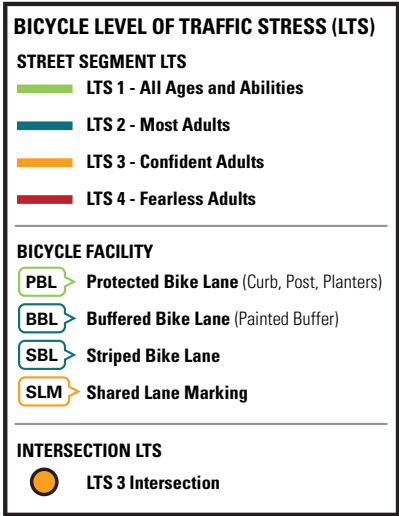 BICYCLE LEVEL OF TRAFFIC STRESS (LTS)
STREET SEGMENT LTS
LTS 1 - All Ages and Abilities
LTS 2 - Most Adults
LTS 3 - Confident Adults
LTS 4 - Fearless Adults
BICYCLE FACILITY
PBL Protected Bike Lane (Curb, Post, Planters)
BBL Buffered Bike Lane (Painted Buffer)
SBL Striped Bike Lane
SLM Shared Lane Marking
INTERSECTION LTS
LTS 3 Intersection